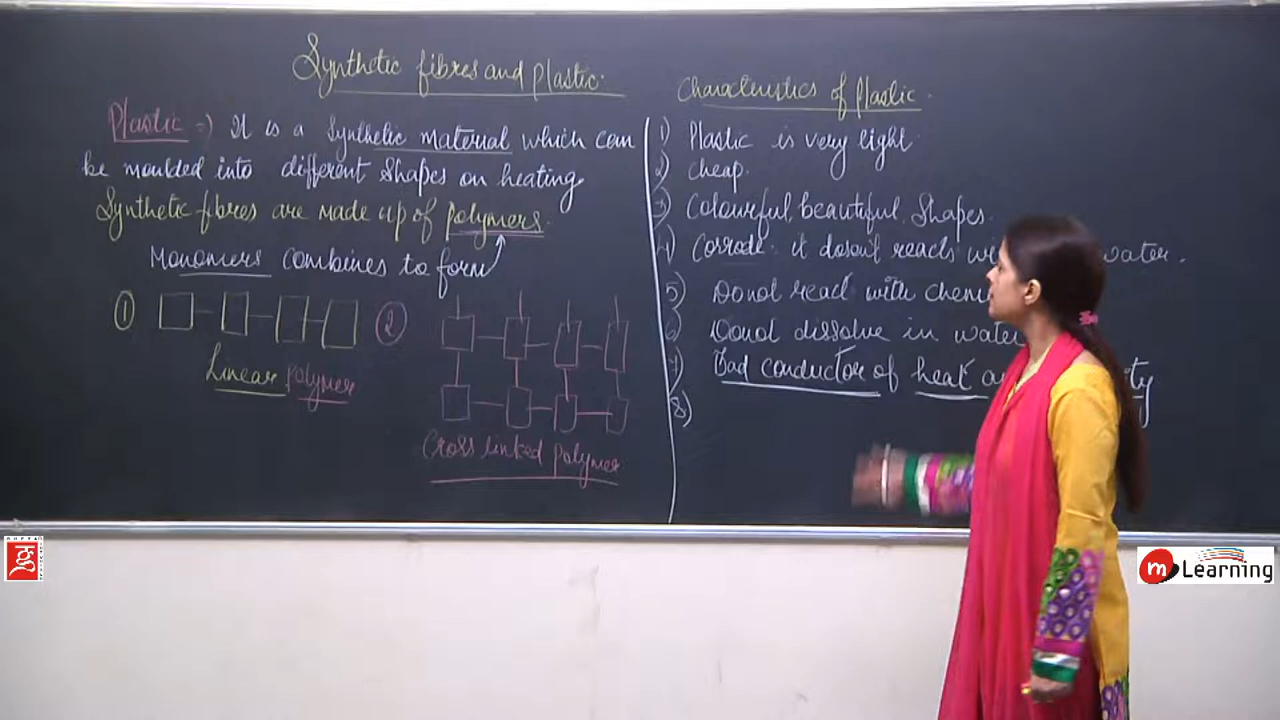 Synthetic fibres and Plastic.
Plastic => It is a synthetic material which can
be moulded into different shapes on heating
Synthetic fibres are made up of polymers.
Monomers combines to form
1 2
Linear polymer
Cross linked polymer
Characteristics of Plastic.
1) Plastic is very light
2) Cheap.
3) Colourful, beautiful, Shapes.
4) Corrode. it doesn't reacts water.
5) Donot react with
6) Donot dissolve in water
7) Bad conductor of heat
8)
m Learning